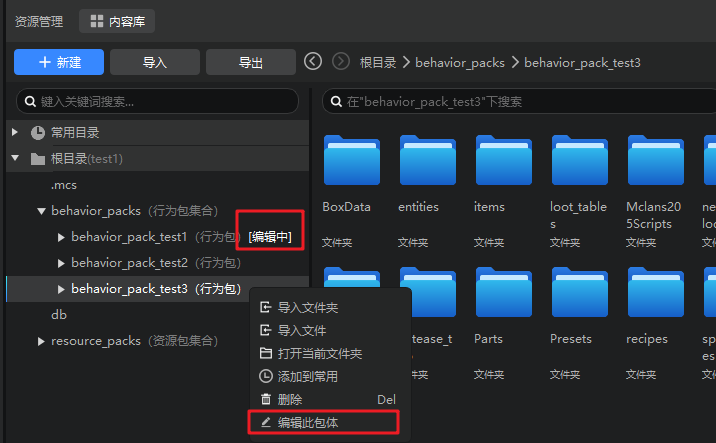 资源管理
内容库
新建
导入
导出
根目录 > behavior_packs > behavior_pack_test3
键入关键词搜索...
在"behavior_pack_test3"下搜索
常用目录
根目录(test1)
.mcs
behavior_packs (行为包集合)
behavior_pack_test1 (行为包) [编辑中]
behavior_pack_test2 (行为包)
behavior_pack_test3 (行为包)
db
resource_packs (资源包集合)
BoxData
文件夹
entities
文件夹
items
文件夹
loot_tables
文件夹
Mclans205Scripts
文件夹
ne
lo
文
tease_t
文件夹
Parts
文件夹
Presets
文件夹
recipes
文件夹
sp
es
文
导入文件夹
导入文件
打开当前文件夹
添加到常用
删除 Del
编辑此包体